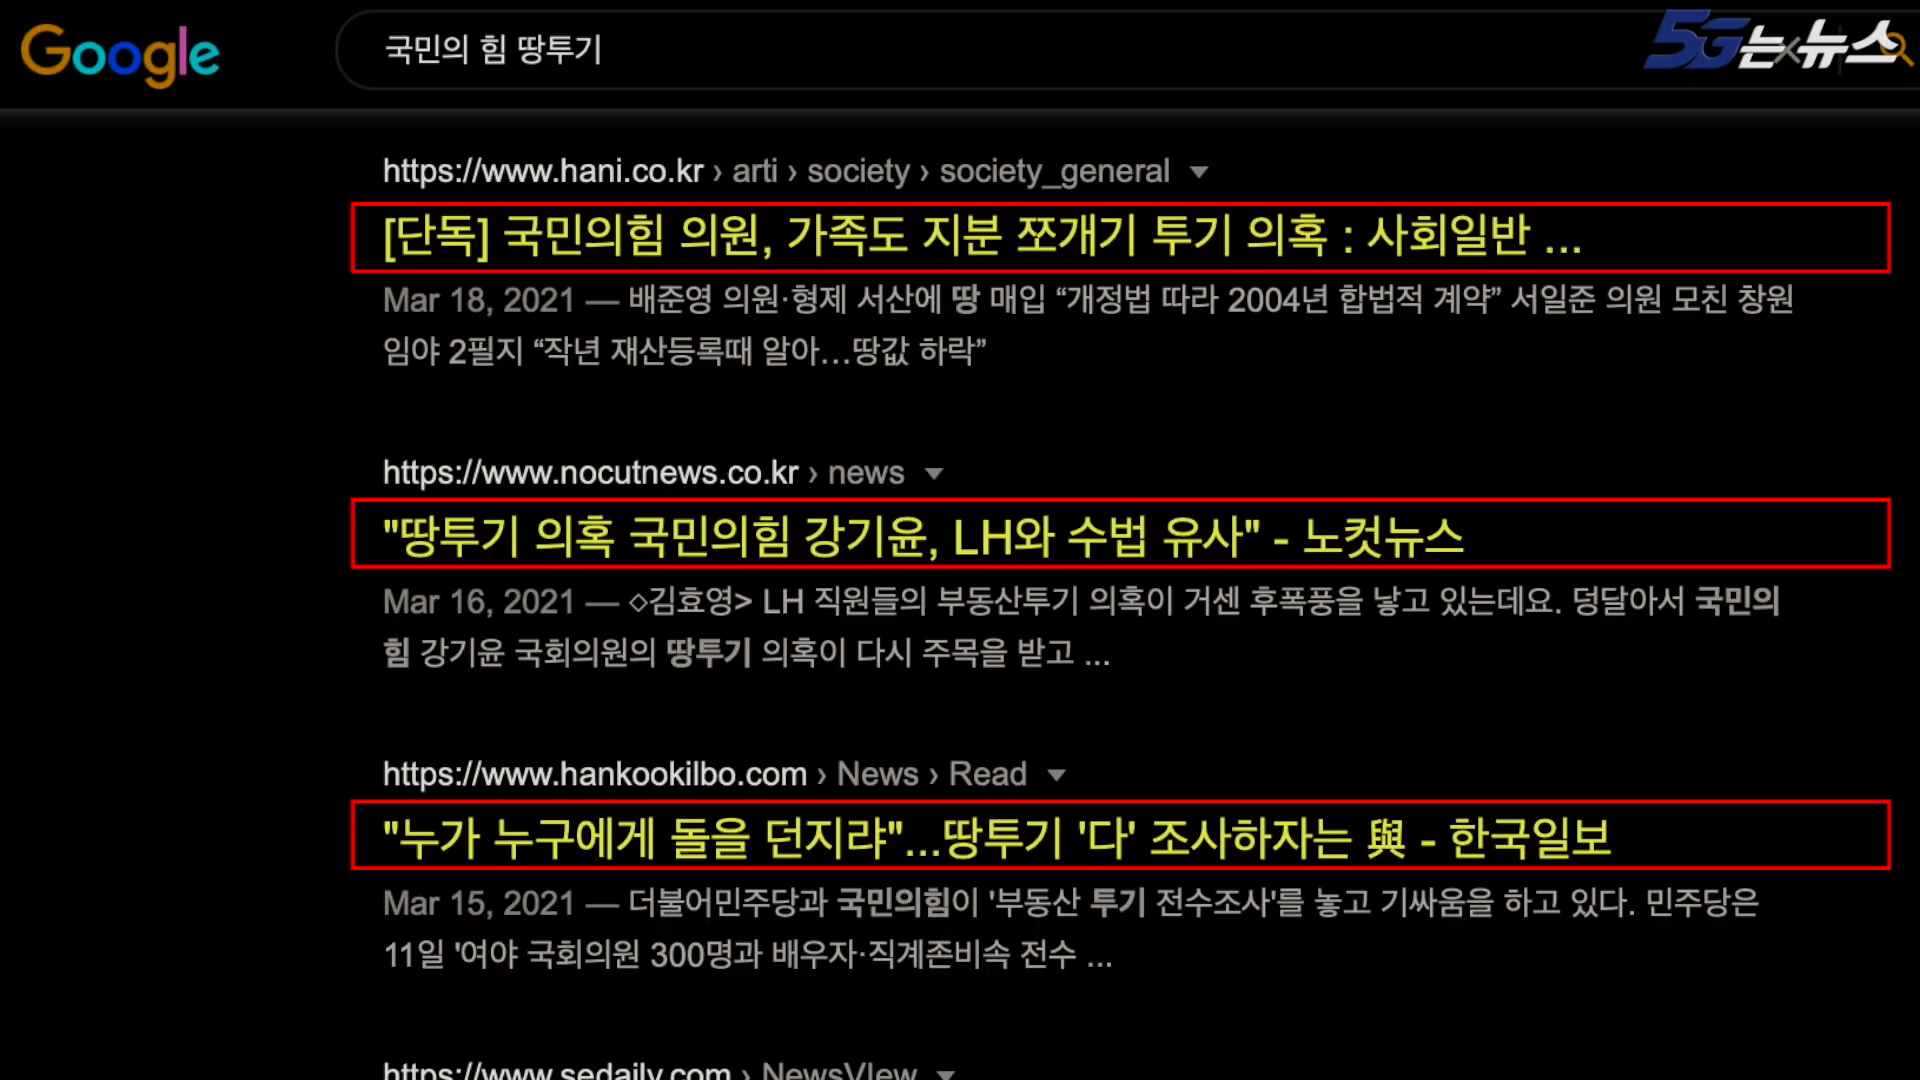 Google
국민의 힘 땅투기
5G는 뉴스
https://www.hani.co.kr › arti › society › society_general
[단독] 국민의힘 의원, 가족도 지분 쪼개기 투기 의혹 : 사회일반 ...
Mar 18, 2021 — 배준영 의원·형제 서산에 땅 매입 “개정법 따라 2004년 합법적 계약” 서일준 의원 모친 창원
임야 2필지 “작년 재산등록때 알아…땅값 하락”
https://www.nocutnews.co.kr › news
"땅투기 의혹 국민의힘 강기윤, LH와 수법 유사" - 노컷뉴스
Mar 16, 2021 — ◇김효영> LH 직원들의 부동산투기 의혹이 거센 후폭풍을 낳고 있는데요. 덩달아서 국민의
힘 강기윤 국회의원의 땅투기 의혹이 다시 주목을 받고 ...
https://www.hankookilbo.com › News › Read
"누가 누구에게 돌을 던지랴"...땅투기 '다' 조사하자는 與 - 한국일보
Mar 15, 2021 — 더불어민주당과 국민의힘이 '부동산 투기 전수조사'를 놓고 기싸움을 하고 있다. 민주당은
11일 '여야 국회의원 300명과 배우자·직계존비속 전수 ...
https://www.sedaily.com › NewsVIew